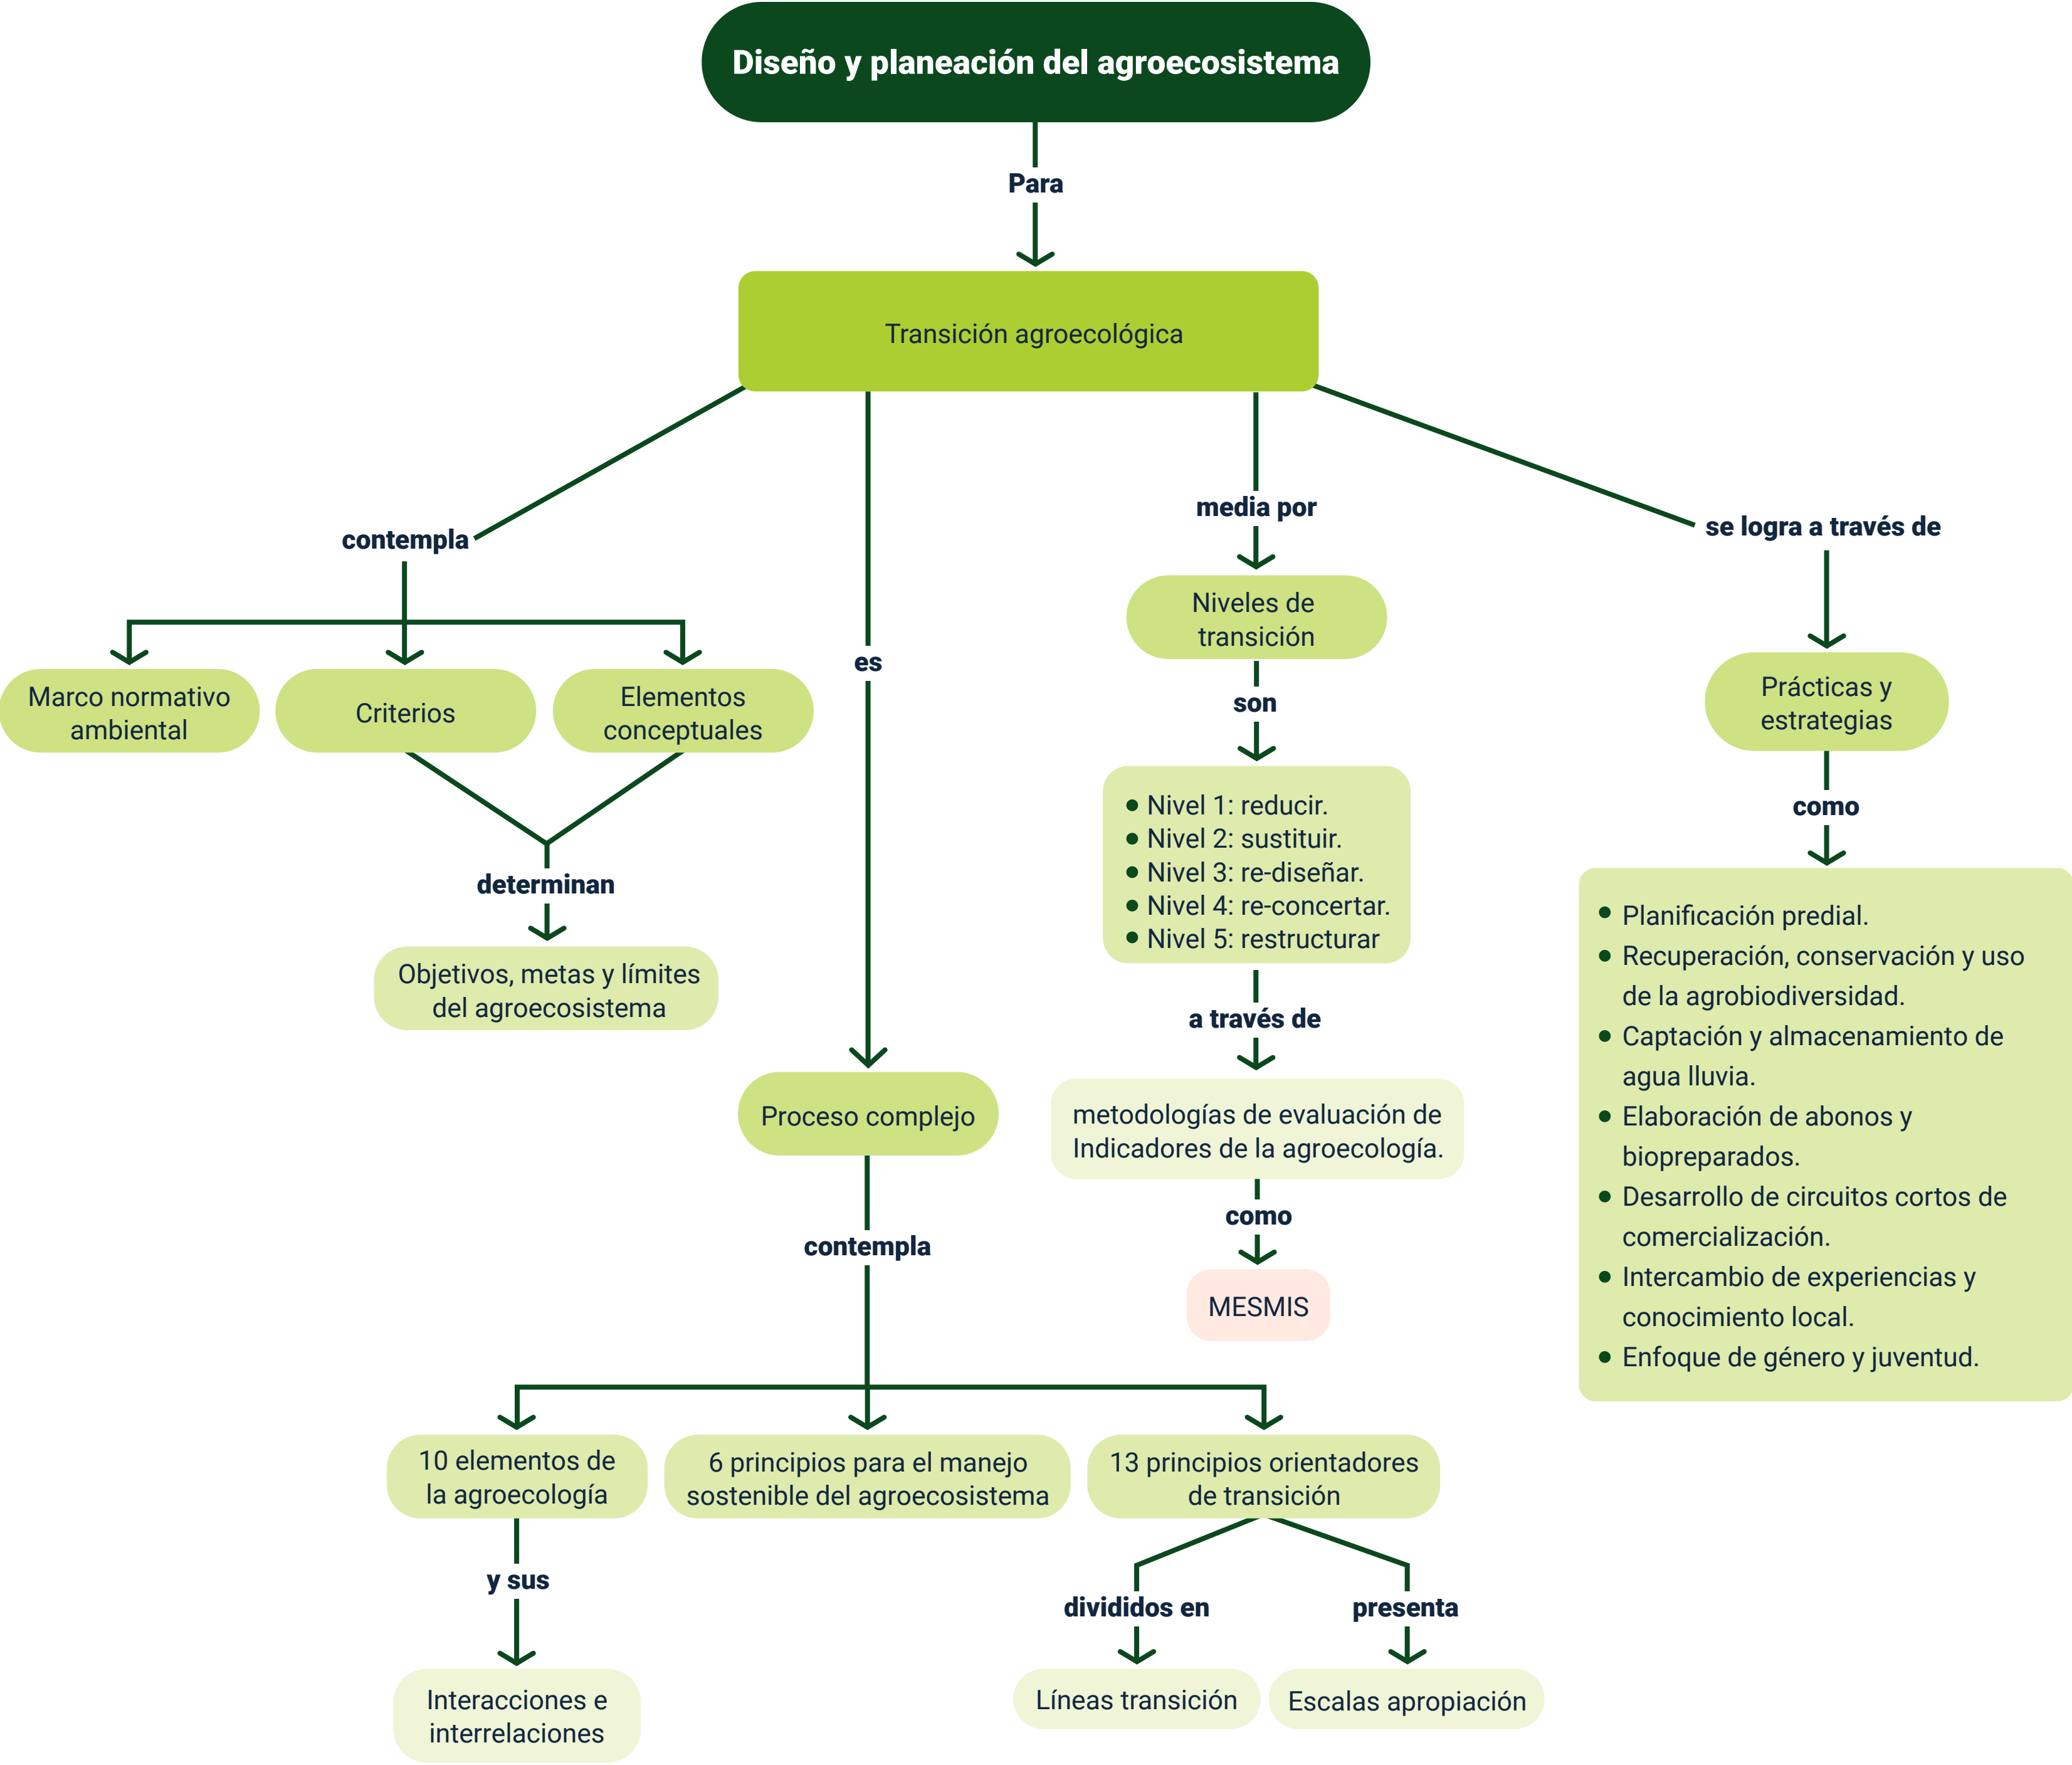 Diseño y planeación del agroecosistema
Para
Transición agroecológica
contempla
Marco normativo
ambiental
Criterios
Elementos
conceptuales
determinan
Objetivos, metas y límites
del agroecosistema
es
Proceso complejo
contempla
10 elementos de
la agroecología
y sus
Interacciones e
interrelaciones
6 principios para el manejo
sostenible del agroecosistema
13 principios orientadores
de transición
divididos en
Líneas transición
presenta
Escalas apropiación
media por
Niveles de
transición
son
Nivel 1: reducir.
Nivel 2: sustituir.
Nivel 3: re-diseñar.
Nivel 4: re-concertar.
Nivel 5: restructurar
a través de
metodologías de evaluación de
Indicadores de la agroecología.
como
MESMIS
se logra a través de
Prácticas y
estrategias
como
Planificación predial.
Recuperación, conservación y uso
de la agrobiodiversidad.
Captación y almacenamiento de
agua lluvia.
Elaboración de abonos y
biopreparados.
Desarrollo de circuitos cortos de
comercialización.
Intercambio de experiencias y
conocimiento local.
Enfoque de género y juventud.